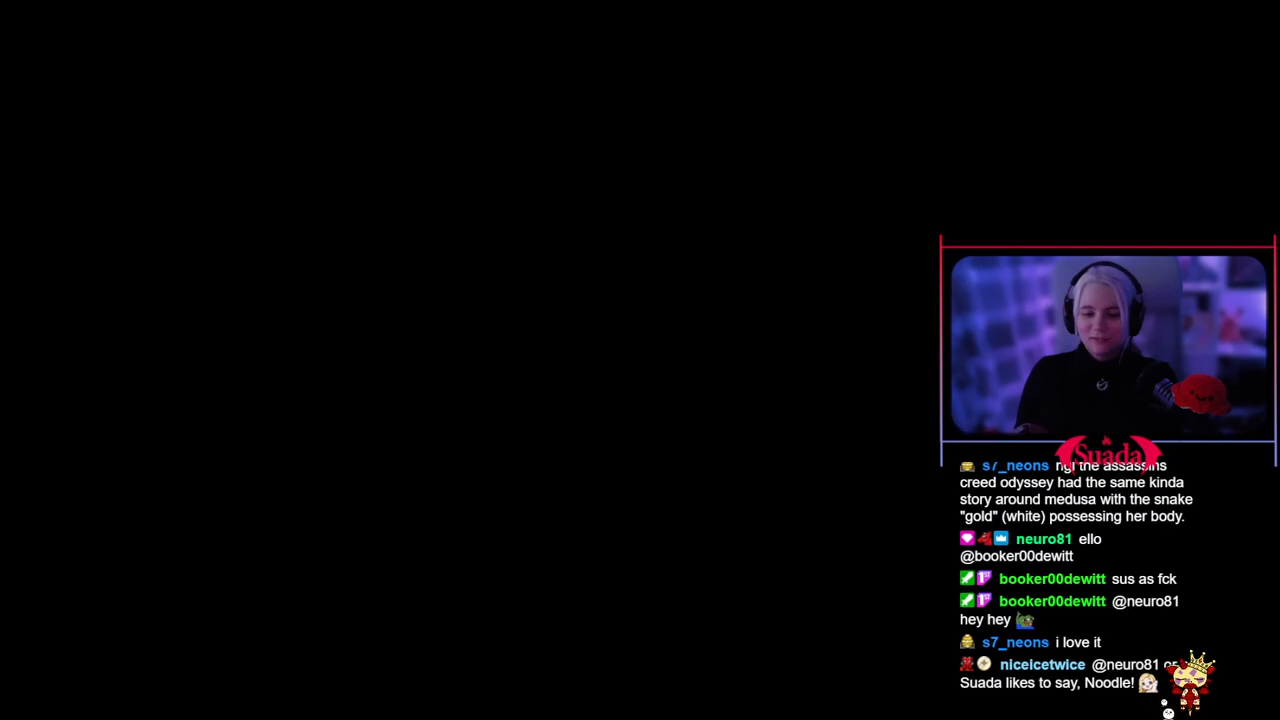 Suada
s7_neons ngl the assassins
creed odyssey had the same kinda
story around medusa with the snake
"gold" (white) possessing her body.
neuro81 ello
@booker00dewitt
booker00dewitt sus as fck
booker00dewitt @neuro81
hey hey
s7_neons i love it
niceicetwice @neuro81 or
Suada likes to say, Noodle!